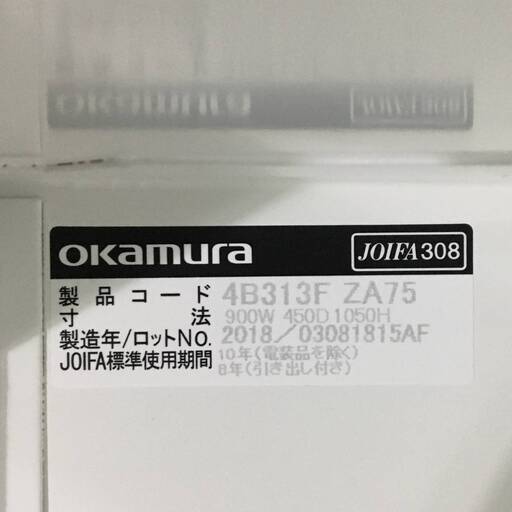 okamura
JOIFA308
製品コード 4B313F ZA75
寸法 900W 450D 1050H
製造年/ロットNo. 2018/03081815AF
JOIFA標準使用期間 10年(電装品を除く)
8年(引き出し付き)